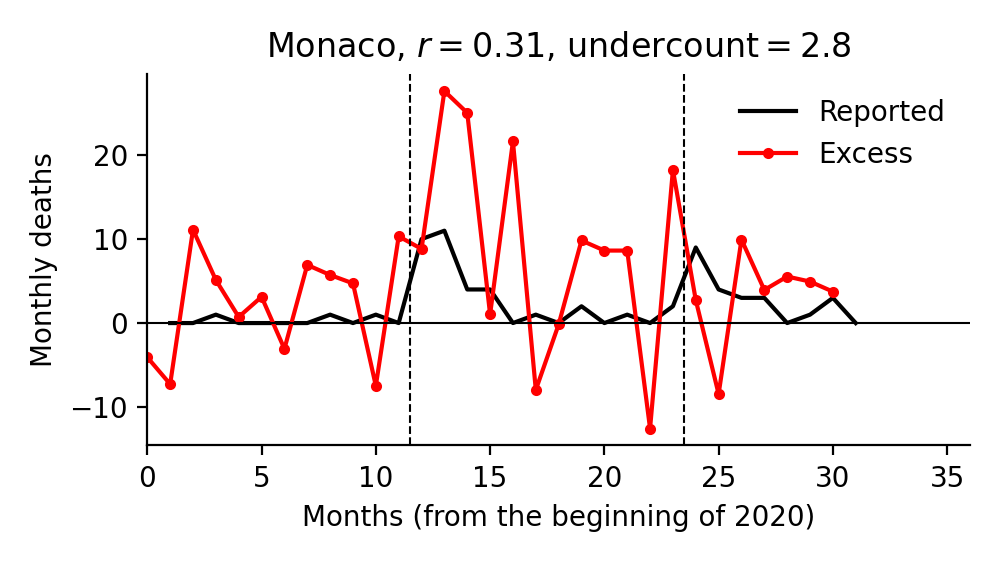 Monaco, r = 0.31, undercount = 2.8
Reported
Excess
Monthly deaths
20
10
0
−10
0 5 10 15 20 25 30 35
Months (from the beginning of 2020)